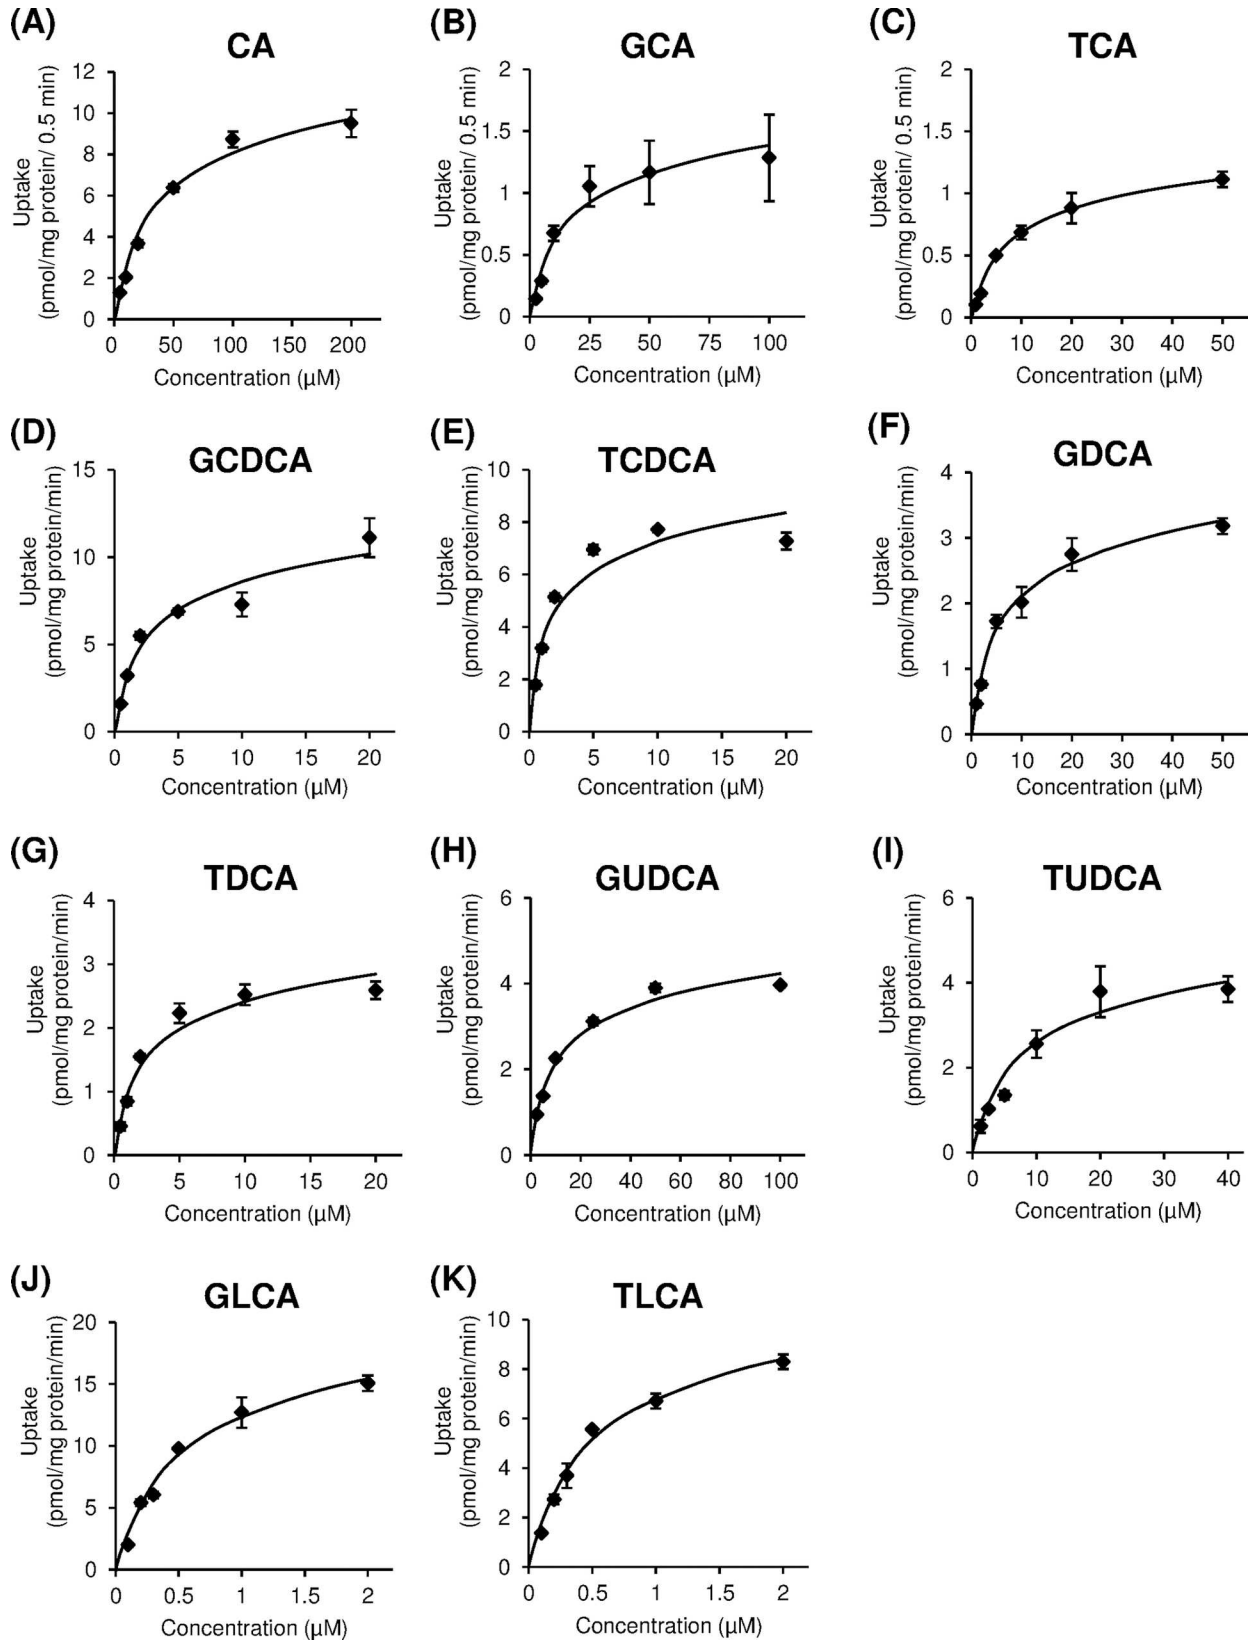 (A)
CA
Uptake
(pmol/mg protein/ 0.5 min)
12
10
8
6
4
2
0
0 50 100 150 200
Concentration (µM)
(B)
GCA
Uptake
(pmol/mg protein/ 0.5 min)
2
1.5
1
0.5
0
0 25 50 75 100
Concentration (µM)
(C)
TCA
Uptake
(pmol/mg protein/ 0.5 min)
2
1.5
1
0.5
0
0 10 20 30 40 50
Concentration (µM)
(D)
GCDCA
Uptake
(pmol/mg protein/min)
15
10
5
0
0 5 10 15 20
Concentration (µM)
(E)
TCDCA
Uptake
(pmol/mg protein/min)
10
8
6
4
2
0
0 5 10 15 20
Concentration (µM)
(F)
GDCA
Uptake
(pmol/mg protein/min)
4
3
2
1
0
0 10 20 30 40 50
Concentration (µM)
(G)
TDCA
Uptake
(pmol/mg protein/min)
4
3
2
1
0
0 5 10 15 20
Concentration (µM)
(H)
GUDCA
Uptake
(pmol/mg protein/min)
6
4
2
0
0 20 40 60 80 100
Concentration (µM)
(I)
TUDCA
Uptake
(pmol/mg protein/min)
6
4
2
0
0 10 20 30 40
Concentration (µM)
(J)
GLCA
Uptake
(pmol/mg protein/min)
20
15
10
5
0
0 0.5 1 1.5 2
Concentration (µM)
(K)
TLCA
Uptake
(pmol/mg protein/min)
10
8
6
4
2
0
0 0.5 1 1.5 2
Concentration (µM)